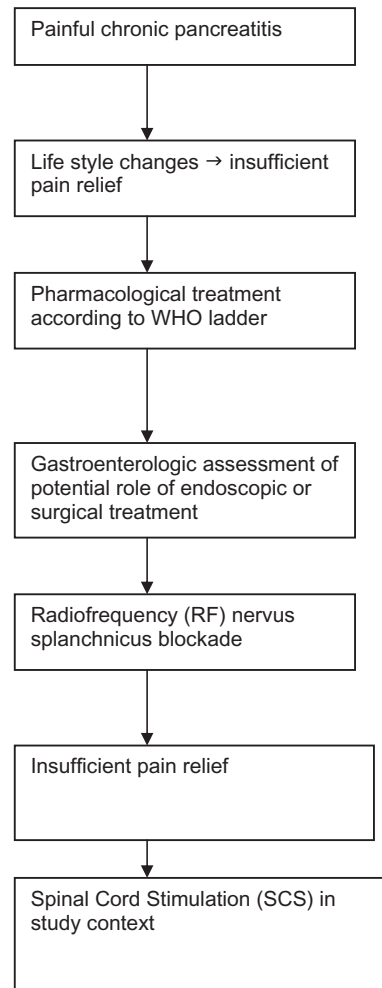 Painful chronic pancreatitis
Life style changes → insufficient
pain relief
Pharmacological treatment
according to WHO ladder
Gastroenterologic assessment of
potential role of endoscopic or
surgical treatment
Radiofrequency (RF) nervus
splanchnicus blockade
Insufficient pain relief
Spinal Cord Stimulation (SCS) in
study context